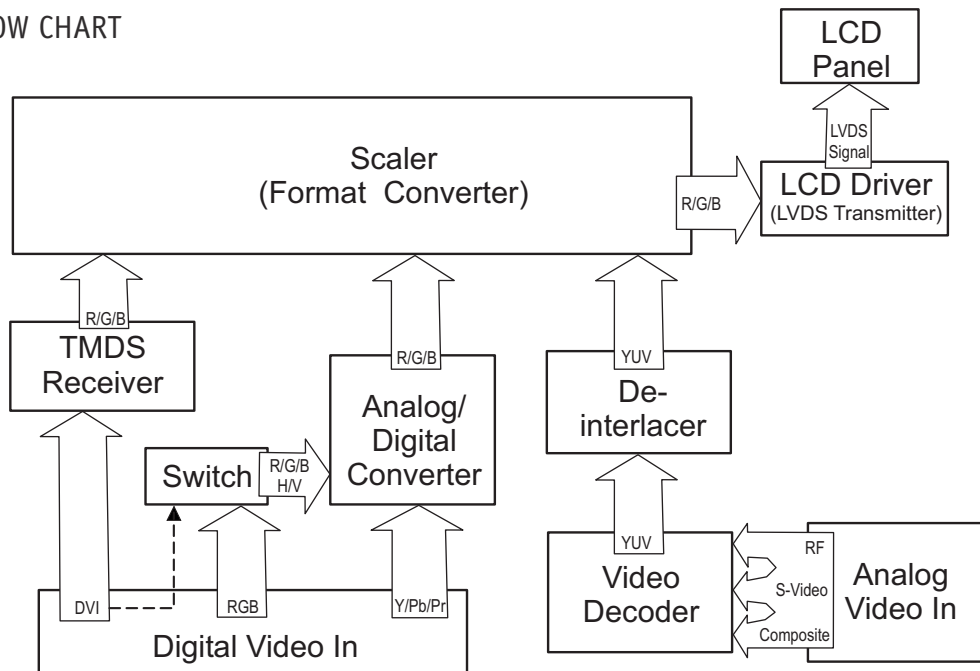 OW CHART
LCD
Panel
LVDS
Signal
Scaler
(Format Converter)
R/G/B
LCD Driver
(LVDS Transmitter)
R/G/B
TMDS
Receiver
R/G/B
Analog/
Digital
Converter
YUV
De-
interlacer
Switch
R/G/B
H/V
DVI
RGB
Y/Pb/Pr
Digital Video In
YUV
Video
Decoder
RF
S-Video
Composite
Analog
Video In